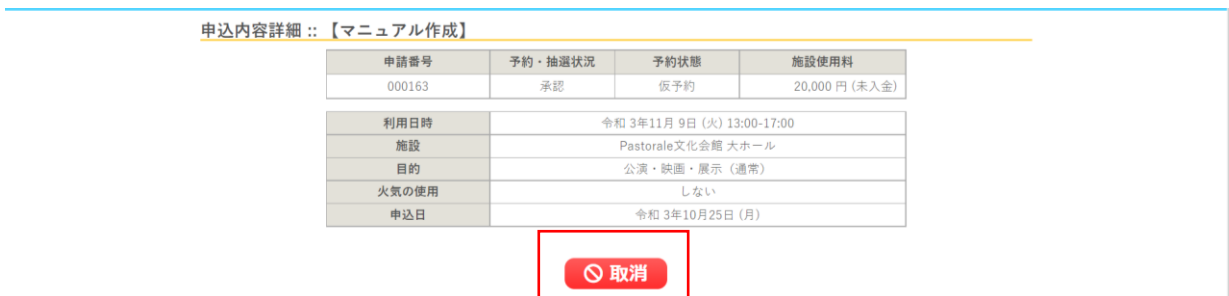 申込内容詳細 :: 【マニュアル作成】
申請番号 予約・抽選状況 予約状態 施設使用料
000163 承認 仮予約 20,000 円 (未入金)
利用日時 令和 3年11月 9日 (火) 13:00-17:00
施設 Pastorale文化会館 大ホール
目的 公演・映画・展示（通常）
火気の使用 しない
申込日 令和 3年10月25日 (月)
取消